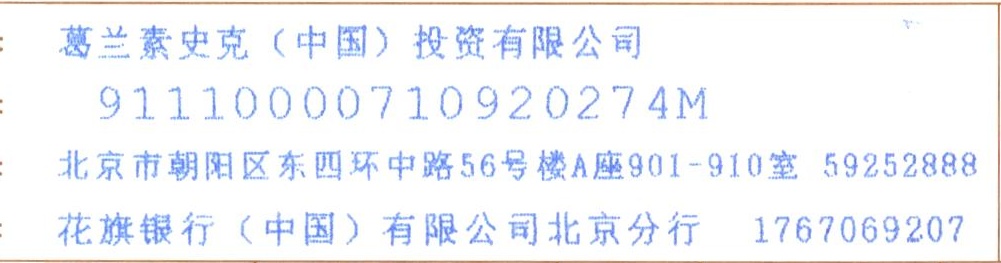 葛兰素史克（中国）投资有限公司
91110000710920274M
北京市朝阳区东四环中路56号楼A座901-910室 59252888
花旗银行（中国）有限公司北京分行 1767069207